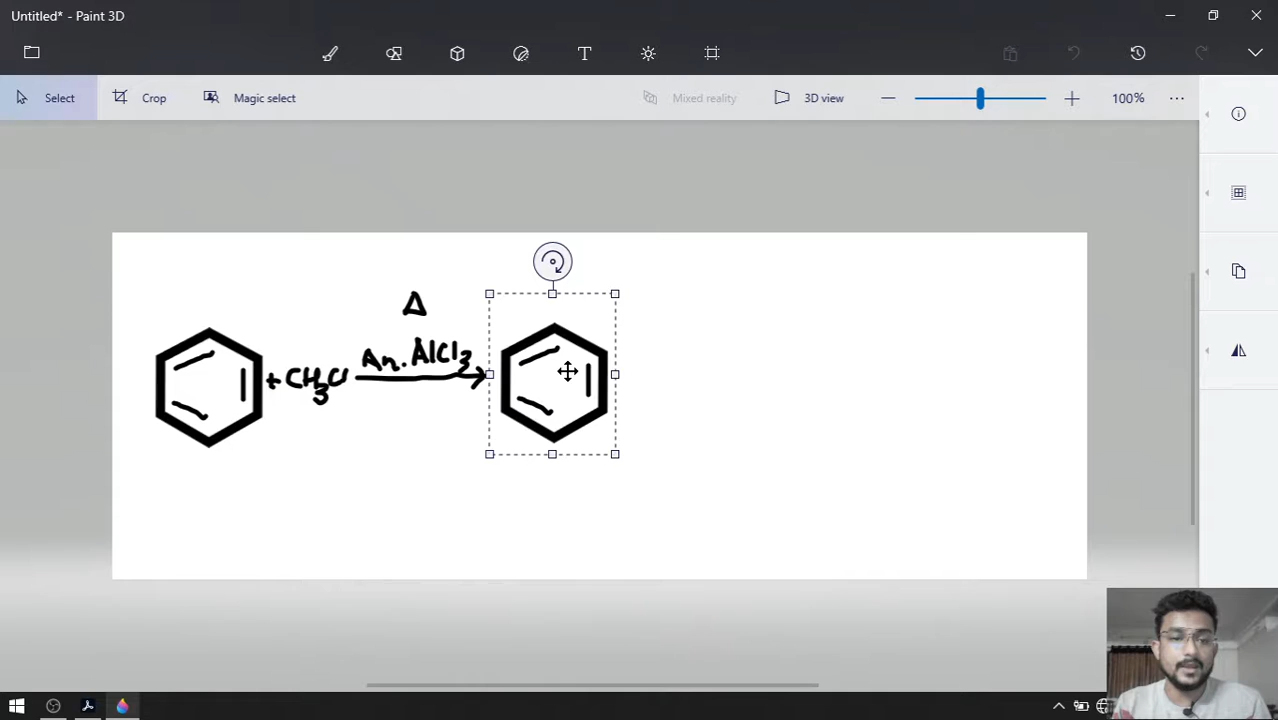 Untitled* - Paint 3D
Select
Crop
Magic select
Mixed reality
3D view
100%
Δ
An. AlCl3
+ CH3Cl